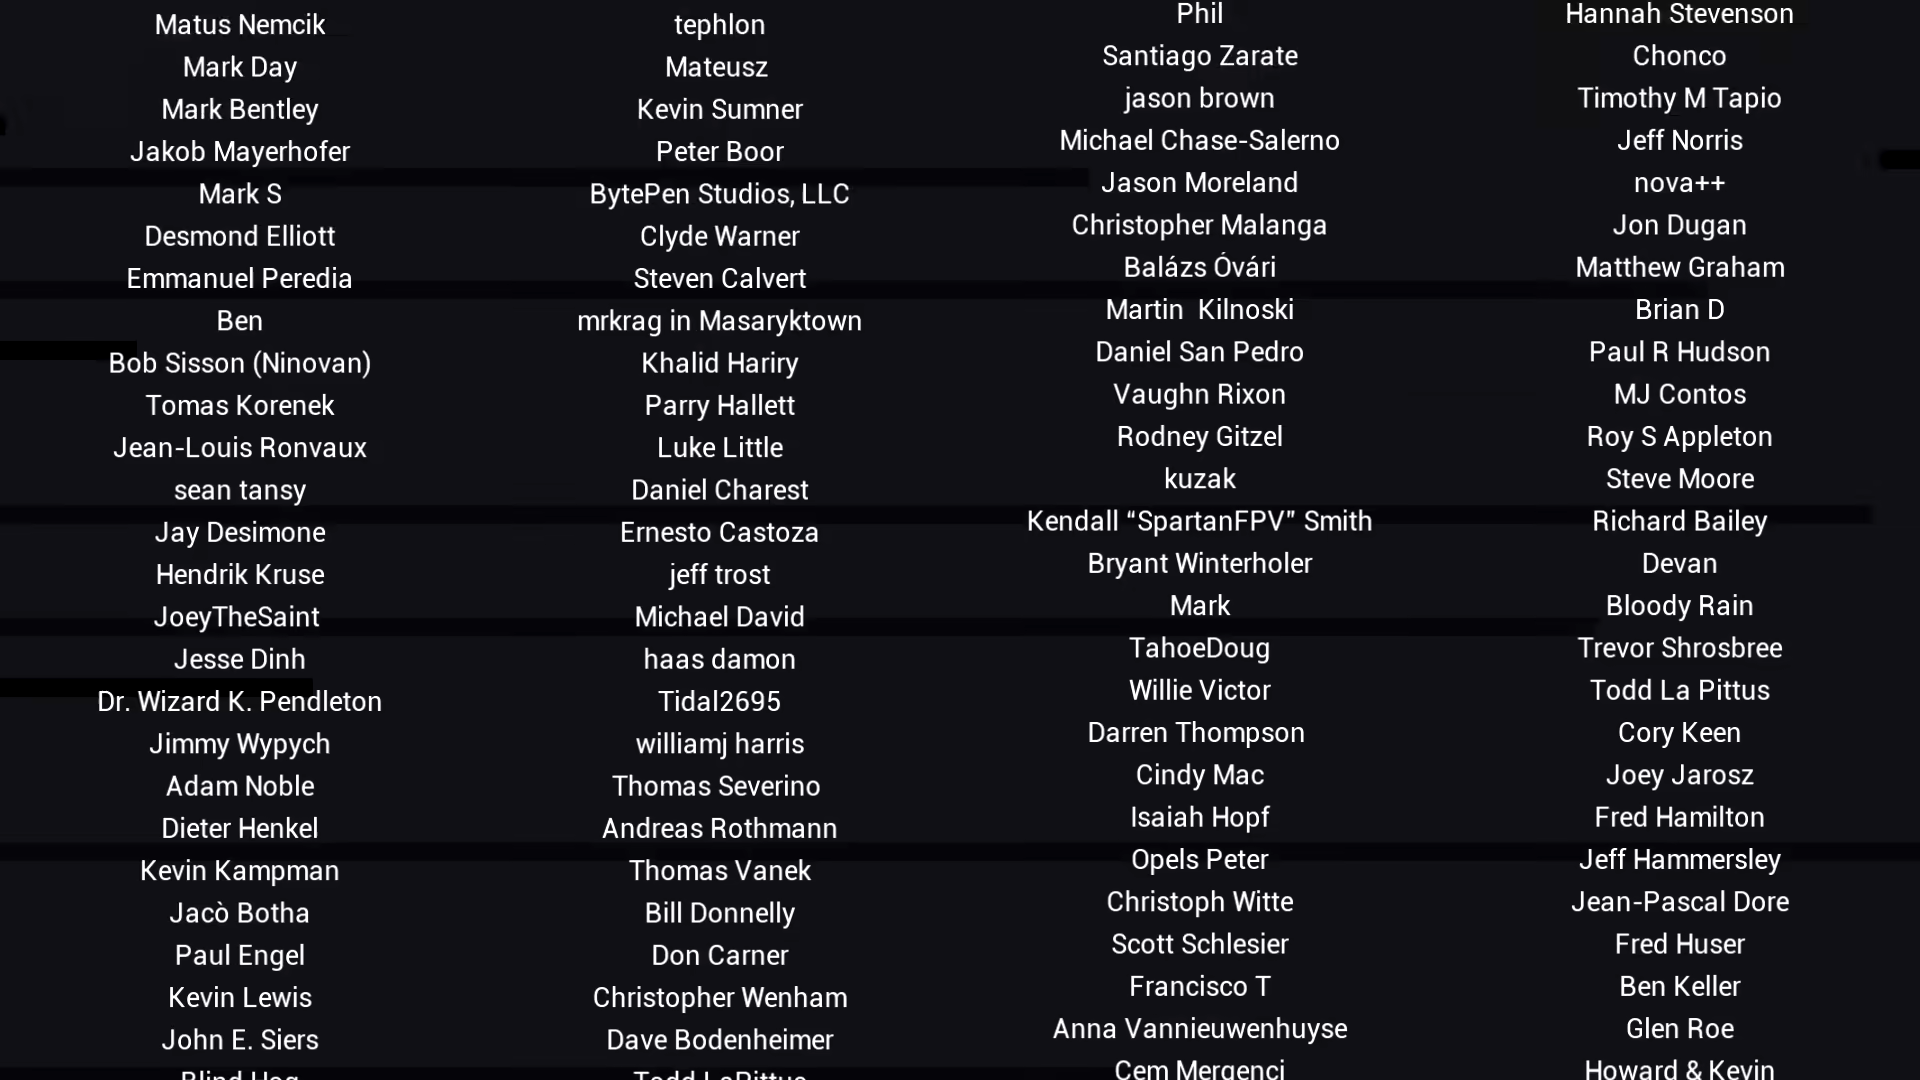 Matus Nemcik
Mark Day
Mark Bentley
Jakob Mayerhofer
Mark S
Desmond Elliott
Emmanuel Peredia
Ben
Bob Sisson (Ninovan)
Tomas Korenek
Jean-Louis Ronvaux
sean tansy
Jay Desimone
Hendrik Kruse
JoeyTheSaint
Jesse Dinh
Dr. Wizard K. Pendleton
Jimmy Wypych
Adam Noble
Dieter Henkel
Kevin Kampman
Jacò Botha
Paul Engel
Kevin Lewis
John E. Siers
Blind Hog
tephlon
Mateusz
Kevin Sumner
Peter Boor
BytePen Studios, LLC
Clyde Warner
Steven Calvert
mrkrag in Masaryktown
Khalid Hariry
Parry Hallett
Luke Little
Daniel Charest
Ernesto Castoza
jeff trost
Michael David
haas damon
Tidal2695
williamj harris
Thomas Severino
Andreas Rothmann
Thomas Vanek
Bill Donnelly
Don Carner
Christopher Wenham
Dave Bodenheimer
Todd LaPittus
Phil
Santiago Zarate
jason brown
Michael Chase-Salerno
Jason Moreland
Christopher Malanga
Balázs Óvári
Martin  Kilnoski
Daniel San Pedro
Vaughn Rixon
Rodney Gitzel
kuzak
Kendall “SpartanFPV” Smith
Bryant Winterholer
Mark
TahoeDoug
Willie Victor
Darren Thompson
Cindy Mac
Isaiah Hopf
Opels Peter
Christoph Witte
Scott Schlesier
Francisco T
Anna Vannieuwenhuyse
Cem Mergenci
Hannah Stevenson
Chonco
Timothy M Tapio
Jeff Norris
nova++
Jon Dugan
Matthew Graham
Brian D
Paul R Hudson
MJ Contos
Roy S Appleton
Steve Moore
Richard Bailey
Devan
Bloody Rain
Trevor Shrosbree
Todd La Pittus
Cory Keen
Joey Jarosz
Fred Hamilton
Jeff Hammersley
Jean-Pascal Dore
Fred Huser
Ben Keller
Glen Roe
Howard & Kevin